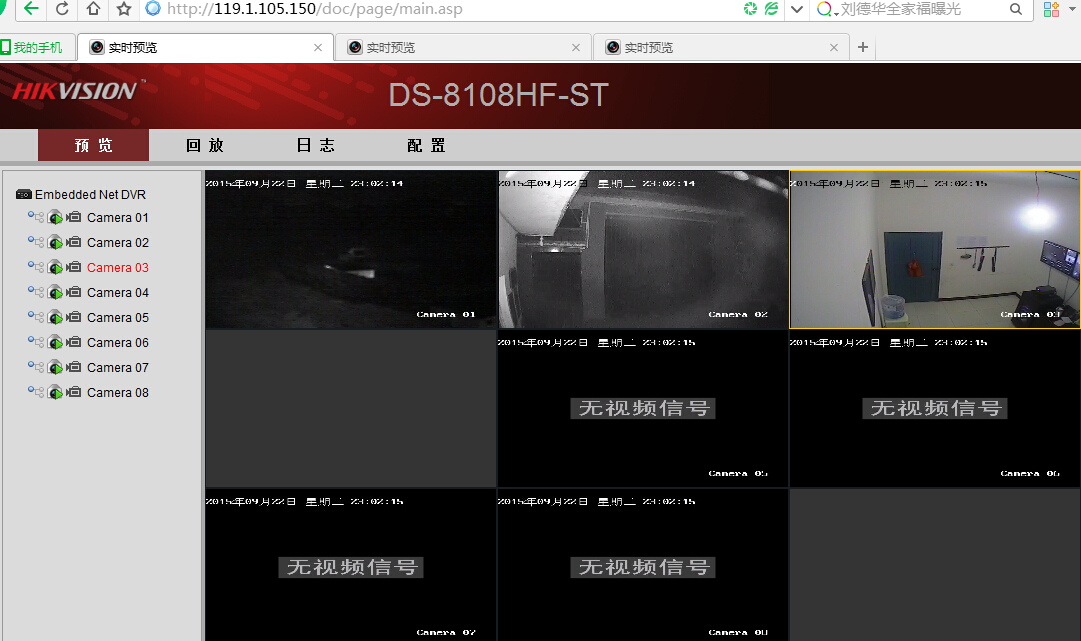 http://119.1.105.150/doc/page/main.asp
刘德华全家福曝光
我的手机
实时预览
实时预览
实时预览
HIKVISION™
DS-8108HF-ST
预览
回放
日志
配置
Embedded Net DVR
Camera 01
Camera 02
Camera 03
Camera 04
Camera 05
Camera 06
Camera 07
Camera 08
2015年09月22日 星期二 23:02:14
Camera 01
2015年09月22日 星期二 23:02:14
Camera 02
2015年09月22日 星期二 23:02:15
Camera 03
2015年09月22日 星期二 23:02:15
无视频信号
Camera 05
2015年09月22日 星期二 23:02:15
无视频信号
Camera 06
2015年09月22日 星期二 23:02:15
无视频信号
Camera 07
2015年09月22日 星期二 23:02:15
无视频信号
Camera 08